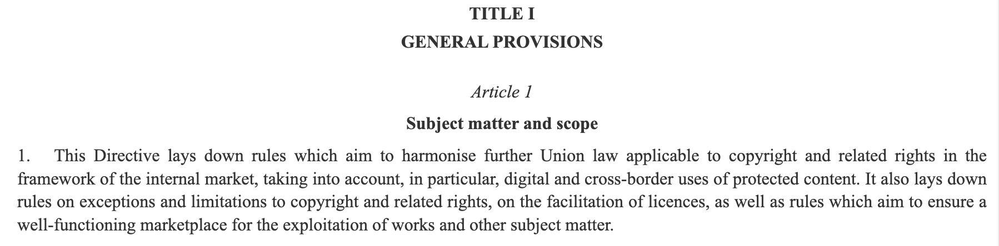 TITLE I
GENERAL PROVISIONS
Article 1
Subject matter and scope
1. This Directive lays down rules which aim to harmonise further Union law applicable to copyright and related rights in the
framework of the internal market, taking into account, in particular, digital and cross-border uses of protected content. It also lays down
rules on exceptions and limitations to copyright and related rights, on the facilitation of licences, as well as rules which aim to ensure a
well-functioning marketplace for the exploitation of works and other subject matter.